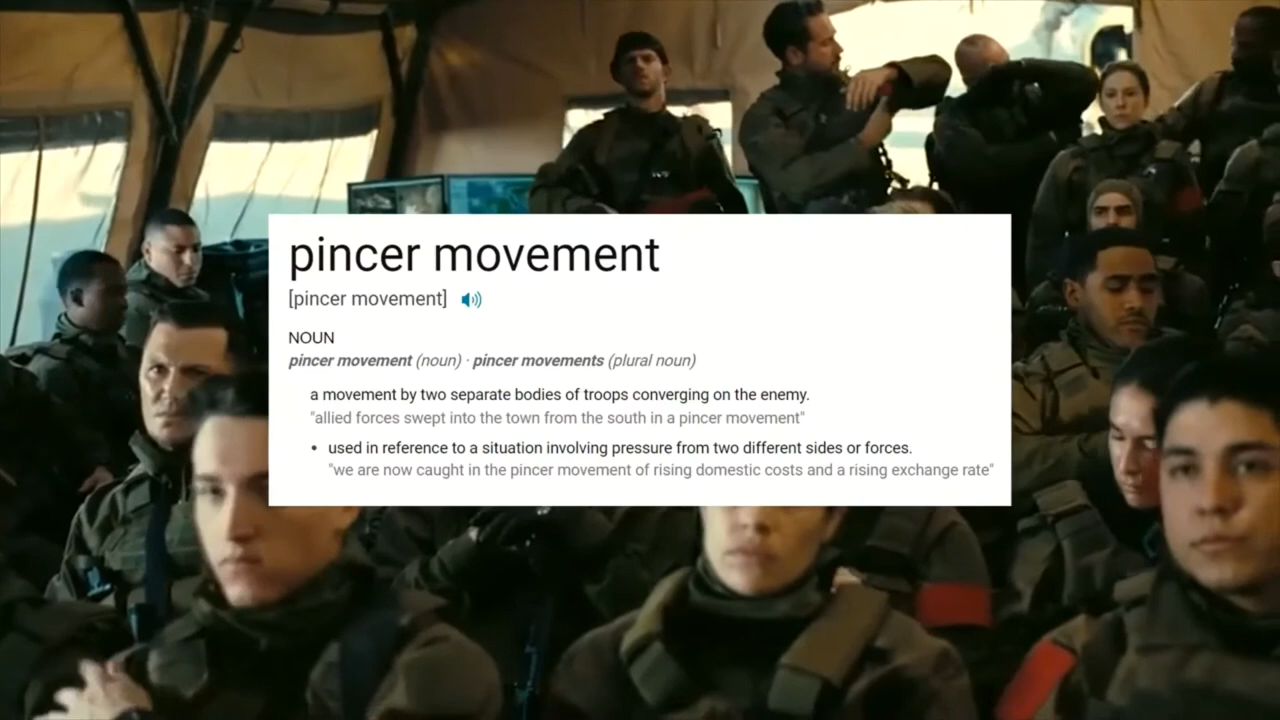 pincer movement
[pincer movement]
NOUN
pincer movement (noun) · pincer movements (plural noun)
a movement by two separate bodies of troops converging on the enemy.
"allied forces swept into the town from the south in a pincer movement"
• used in reference to a situation involving pressure from two different sides or forces.
"we are now caught in the pincer movement of rising domestic costs and a rising exchange rate"